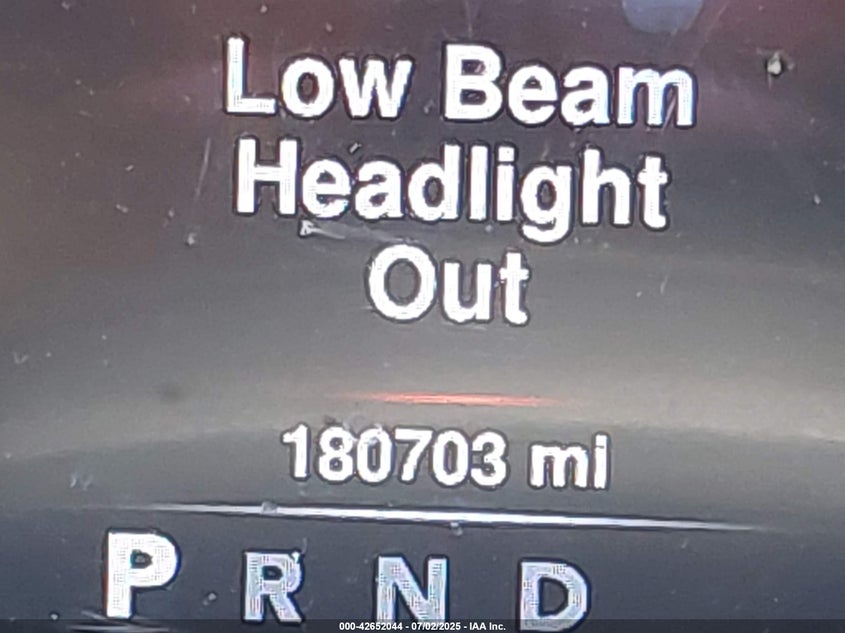 Low Beam
Headlight
Out
180703 mi
P R N D
000-42652044 - 07/02/2025 - IAA Inc.